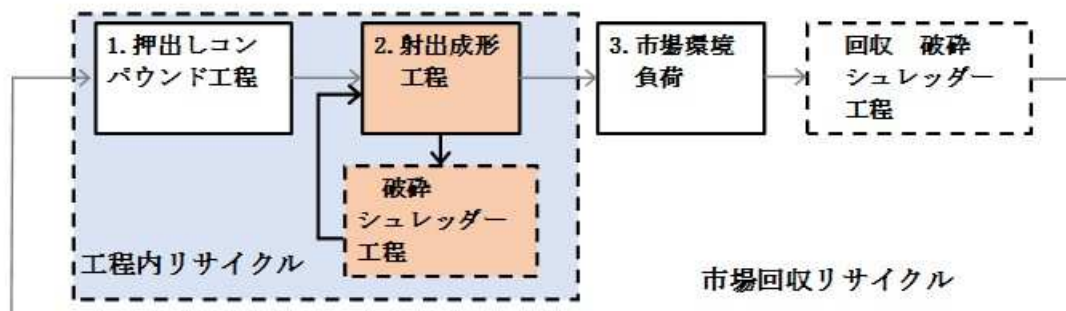 1.押出しコン
パウンド工程
2.射出成形
工程
3.市場環境
負荷
回収 破砕
シュレッダー
工程
破砕
シュレッダー
工程
工程内リサイクル
市場回収リサイクル